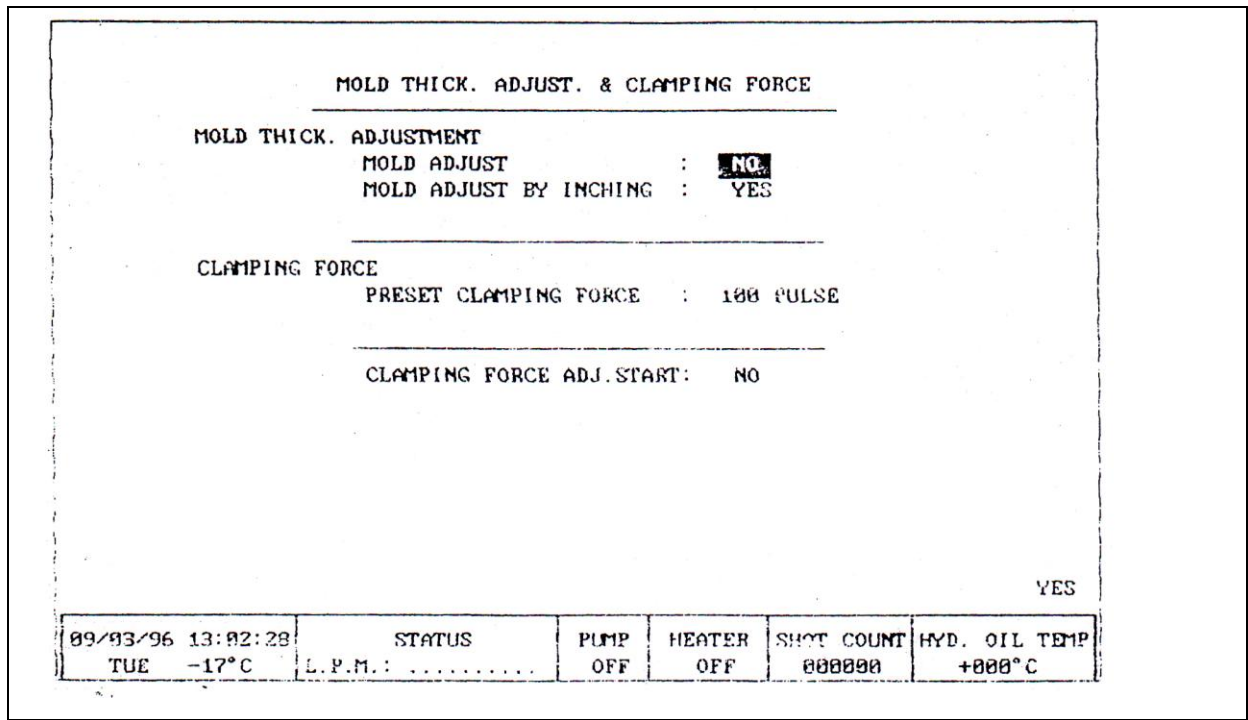 MOLD THICK. ADJUST. & CLAMPING FORCE
MOLD THICK. ADJUSTMENT
MOLD ADJUST : NO
MOLD ADJUST BY INCHING : YES
CLAMPING FORCE
PRESET CLAMPING FORCE : 100 PULSE
CLAMPING FORCE ADJ.START: NO
YES
09/03/96 13:02:28 STATUS PUMP HEATER SHOT COUNT HYD. OIL TEMP
TUE -17°C L.P.M.: .......... OFF OFF 000000 +000°C